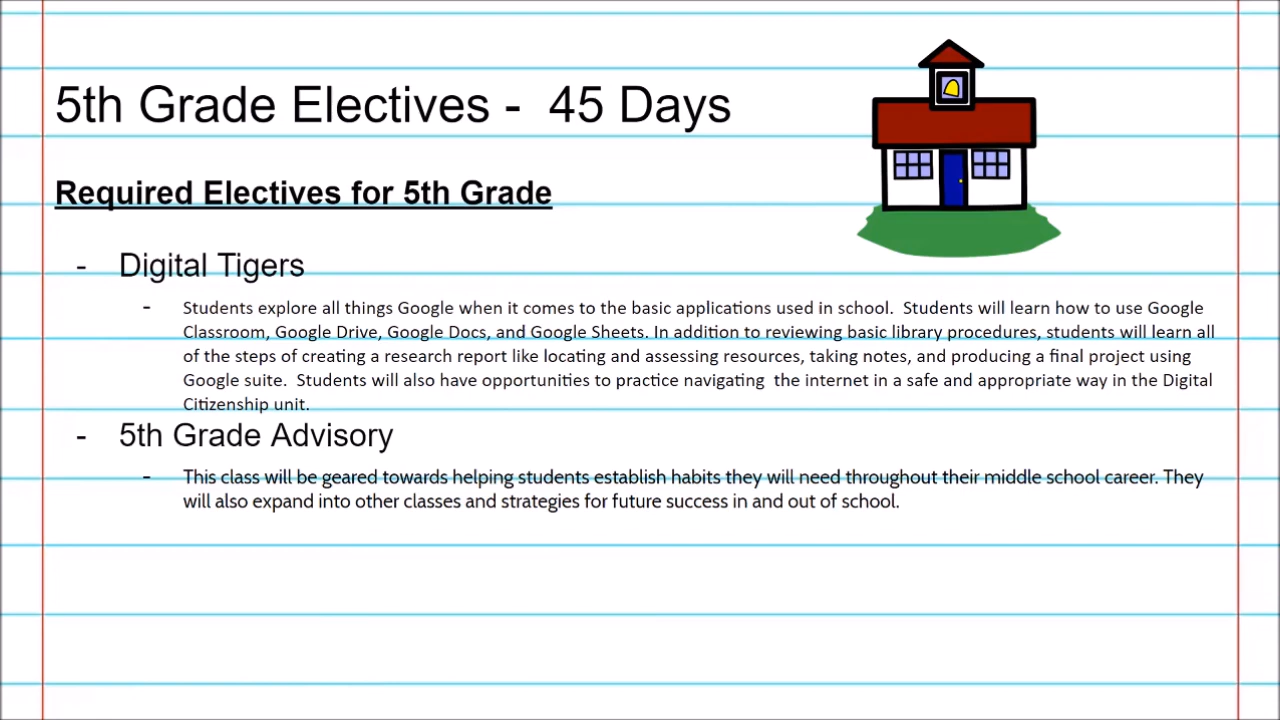 5th Grade Electives -  45 Days
Required Electives for 5th Grade
- Digital Tigers
- Students explore all things Google when it comes to the basic applications used in school.  Students will learn how to use Google
Classroom, Google Drive, Google Docs, and Google Sheets. In addition to reviewing basic library procedures, students will learn all
of the steps of creating a research report like locating and assessing resources, taking notes, and producing a final project using
Google suite.  Students will also have opportunities to practice navigating  the internet in a safe and appropriate way in the Digital
Citizenship unit.
- 5th Grade Advisory
- This class will be geared towards helping students establish habits they will need throughout their middle school career. They
will also expand into other classes and strategies for future success in and out of school.